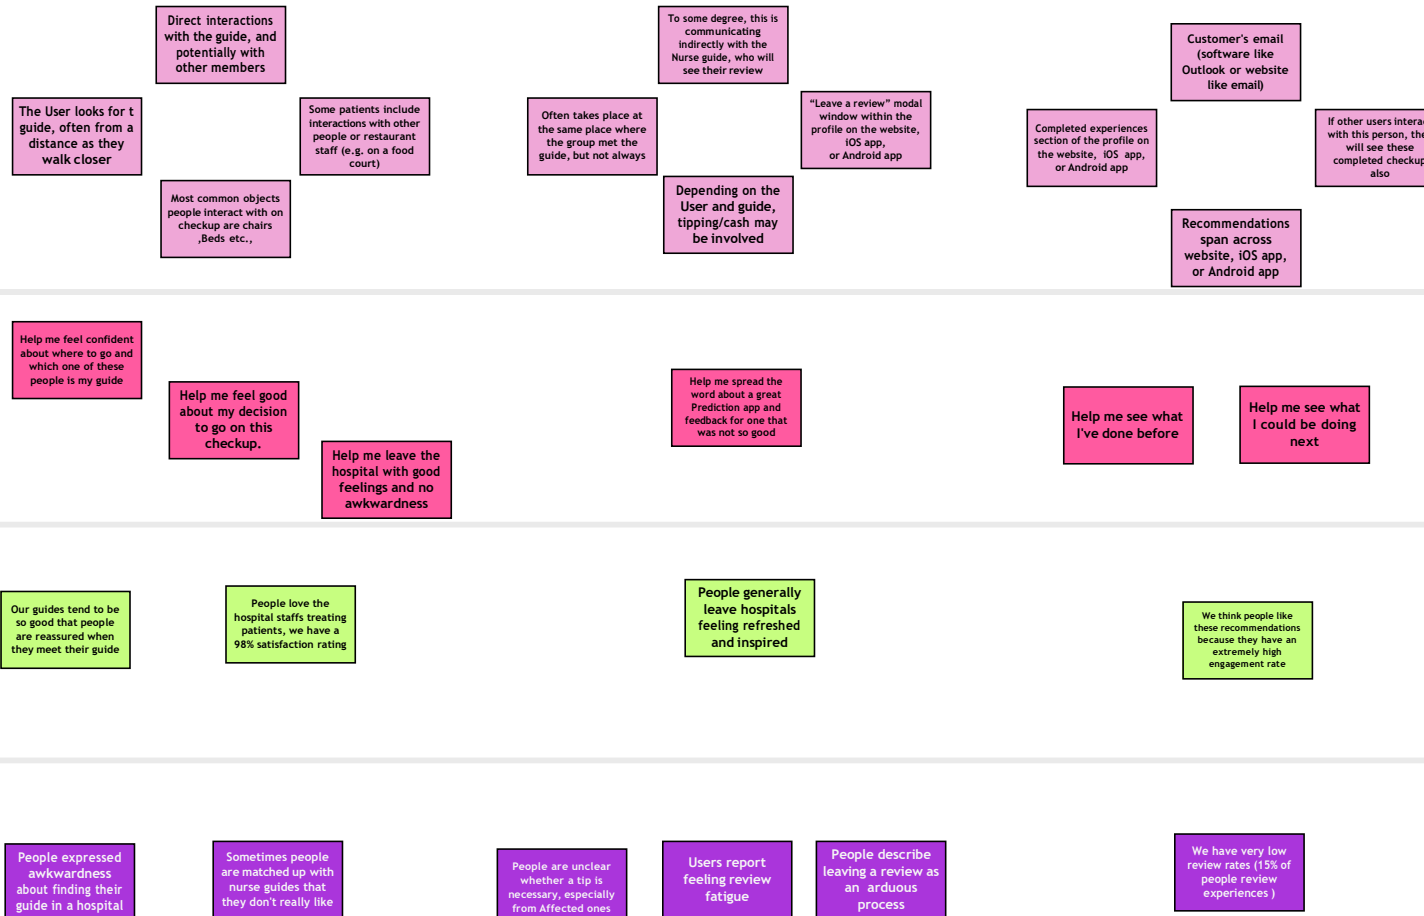 Direct interactions
with the guide, and
potentially with
other members
To some degree, this is
communicating
indirectly with the
Nurse guide, who will
see their review
Customer's email
(software like
Outlook or website
like email)
The User looks for t
guide, often from a
distance as they
walk closer
Some patients include
interactions with other
people or restaurant
staff (e.g. on a food
court)
Often takes place at
the same place where
the group met the
guide, but not always
“Leave a review” modal
window within the
profile on the website,
iOS app,
or Android app
Completed experiences
section of the profile on
the website, iOS app,
or Android app
If other users interac
with this person, the
will see these
completed checkup
also
Most common objects
people interact with on
checkup are chairs
,Beds etc.,
Depending on the
User and guide,
tipping/cash may
be involved
Recommendations
span across
website, iOS app,
or Android app
Help me feel confident
about where to go and
which one of these
people is my guide
Help me feel good
about my decision
to go on this
checkup.
Help me leave the
hospital with good
feelings and no
awkwardness
Help me spread the
word about a great
Prediction app and
feedback for one that
was not so good
Help me see what
I've done before
Help me see what
I could be doing
next
Our guides tend to be
so good that people
are reassured when
they meet their guide
People love the
hospital staffs treating
patients, we have a
98% satisfaction rating
People generally
leave hospitals
feeling refreshed
and inspired
We think people like
these recommendations
because they have an
extremely high
engagement rate
People expressed
awkwardness
about finding their
guide in a hospital
Sometimes people
are matched up with
nurse guides that
they don't really like
People are unclear
whether a tip is
necessary, especially
from Affected ones
Users report
feeling review
fatigue
People describe
leaving a review as
an arduous
process
We have very low
review rates (15% of
people review
experiences )